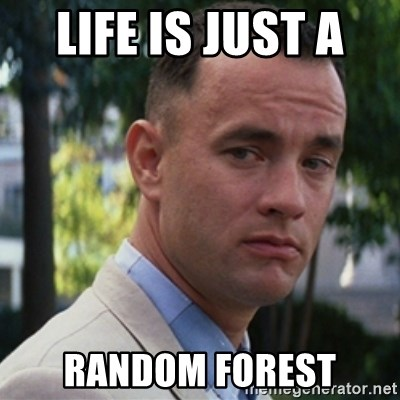 LIFE IS JUST A
RANDOM FOREST
memegenerator.net